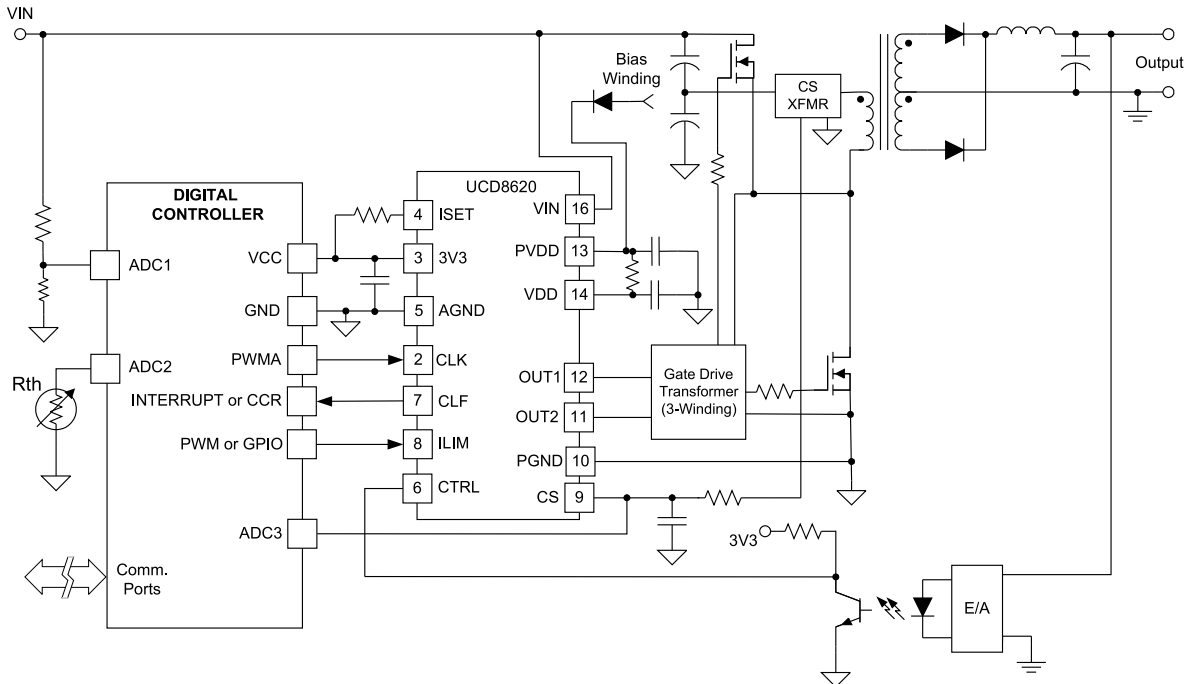 VIN
Bias
Winding
CS
XFMR
Output
DIGITAL
CONTROLLER
UCD8620
ADC1
ADC2
Rth
VCC
GND
PWMA
INTERRUPT or CCR
PWM or GPIO
ADC3
Comm.
Ports
4 ISET
3 3V3
5 AGND
2 CLK
7 CLF
8 ILIM
6 CTRL
VIN 16
PVDD 13
VDD 14
OUT1 12
OUT2 11
PGND 10
CS 9
Gate Drive
Transformer
(3-Winding)
3V3
E/A